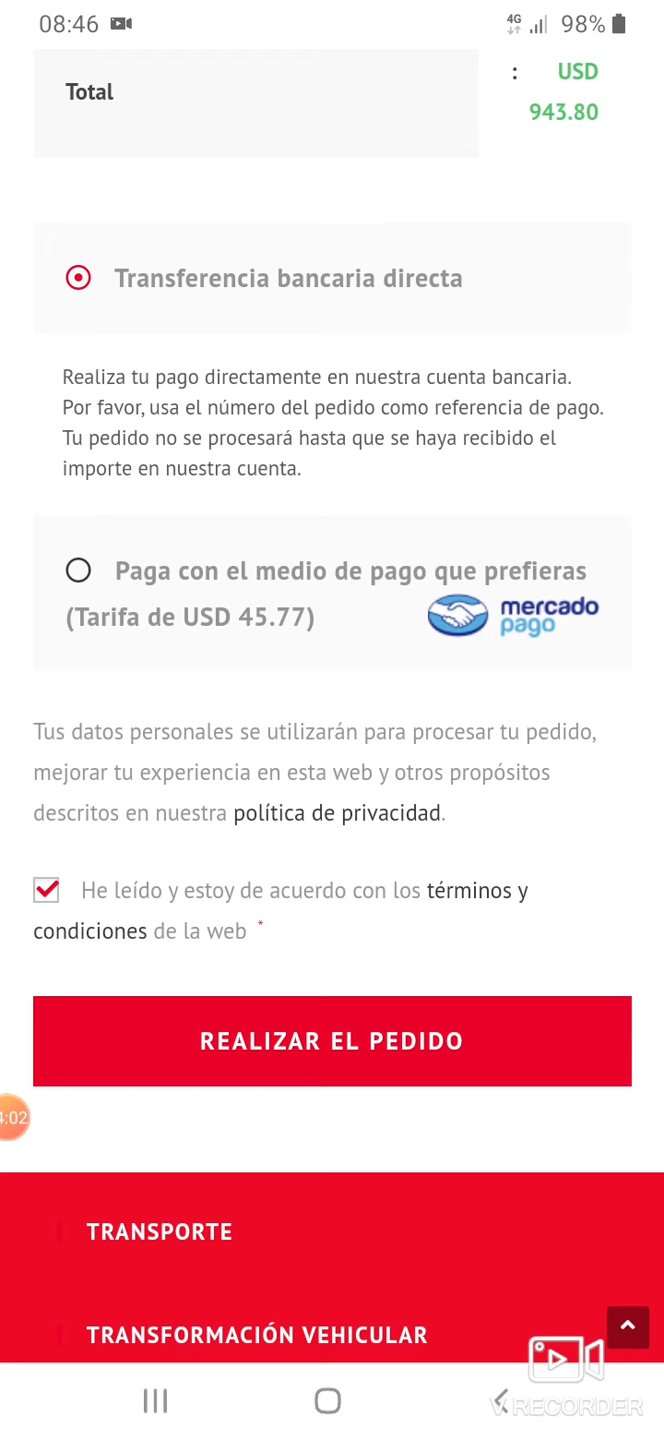 08:46
4G
98%
Total
: USD
943.80
Transferencia bancaria directa
Realiza tu pago directamente en nuestra cuenta bancaria.
Por favor, usa el número del pedido como referencia de pago.
Tu pedido no se procesará hasta que se haya recibido el
importe en nuestra cuenta.
Paga con el medio de pago que prefieras
(Tarifa de USD 45.77)
mercado
pago
Tus datos personales se utilizarán para procesar tu pedido,
mejorar tu experiencia en esta web y otros propósitos
descritos en nuestra política de privacidad.
He leído y estoy de acuerdo con los términos y
condiciones de la web *
REALIZAR EL PEDIDO
4:02
TRANSPORTE
TRANSFORMACIÓN VEHICULAR
V RECORDER